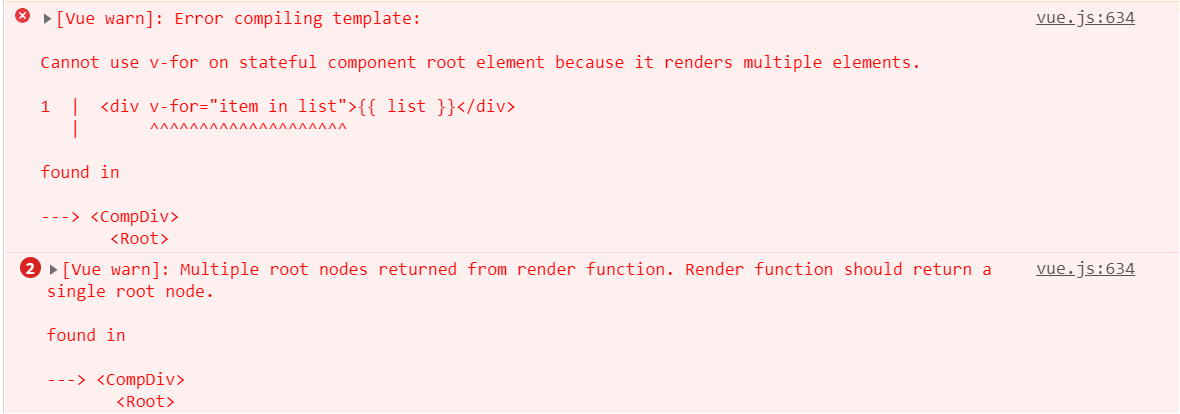 [Vue warn]: Error compiling template: vue.js:634
Cannot use v-for on stateful component root element because it renders multiple elements.
1 | <div v-for="item in list">{{ list }}</div>
| ^^^^^^^^^^^^^^^^^^^^
found in
---> <CompDiv>
<Root>
2 [Vue warn]: Multiple root nodes returned from render function. Render function should return a vue.js:634
single root node.
found in
---> <CompDiv>
<Root>